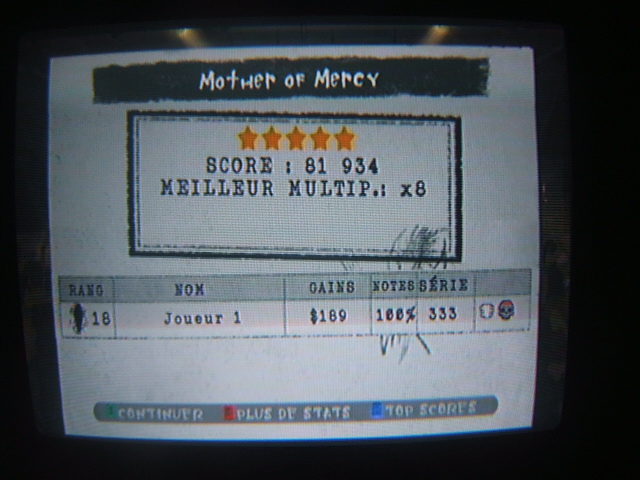 Mother of Mercy
SCORE : 81 934
MEILLEUR MULTIP.: x8
RANG NOM GAINS NOTES SÉRIE
18 Joueur 1 $189 100% 333
CONTINUER PLUS DE STATS TOP SCORES